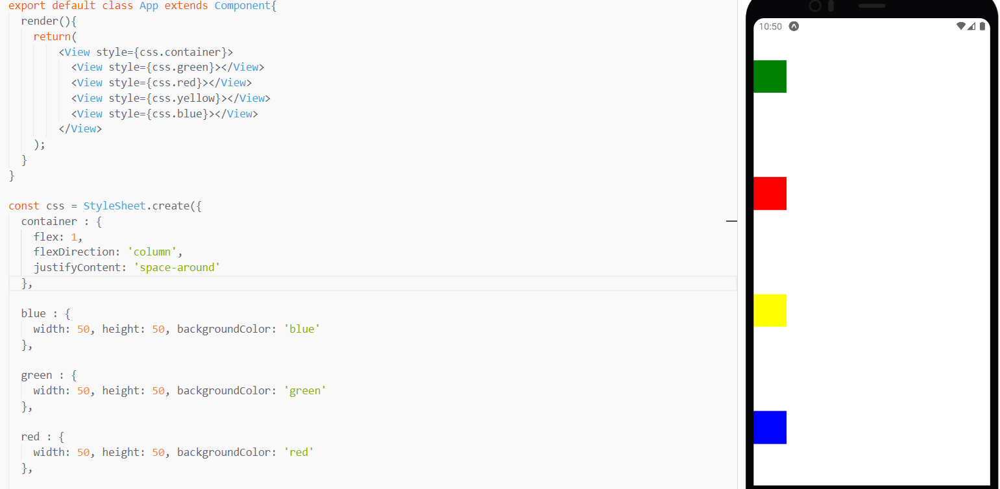 export default class App extends Component{
render(){
return(
<View style={css.container}>
<View style={css.green}></View>
<View style={css.red}></View>
<View style={css.yellow}></View>
<View style={css.blue}></View>
</View>
);
}
}
const css = StyleSheet.create({
container : {
flex: 1,
flexDirection: 'column',
justifyContent: 'space-around'
},
blue : {
width: 50, height: 50, backgroundColor: 'blue'
},
green : {
width: 50, height: 50, backgroundColor: 'green'
},
red : {
width: 50, height: 50, backgroundColor: 'red'
},
10:50